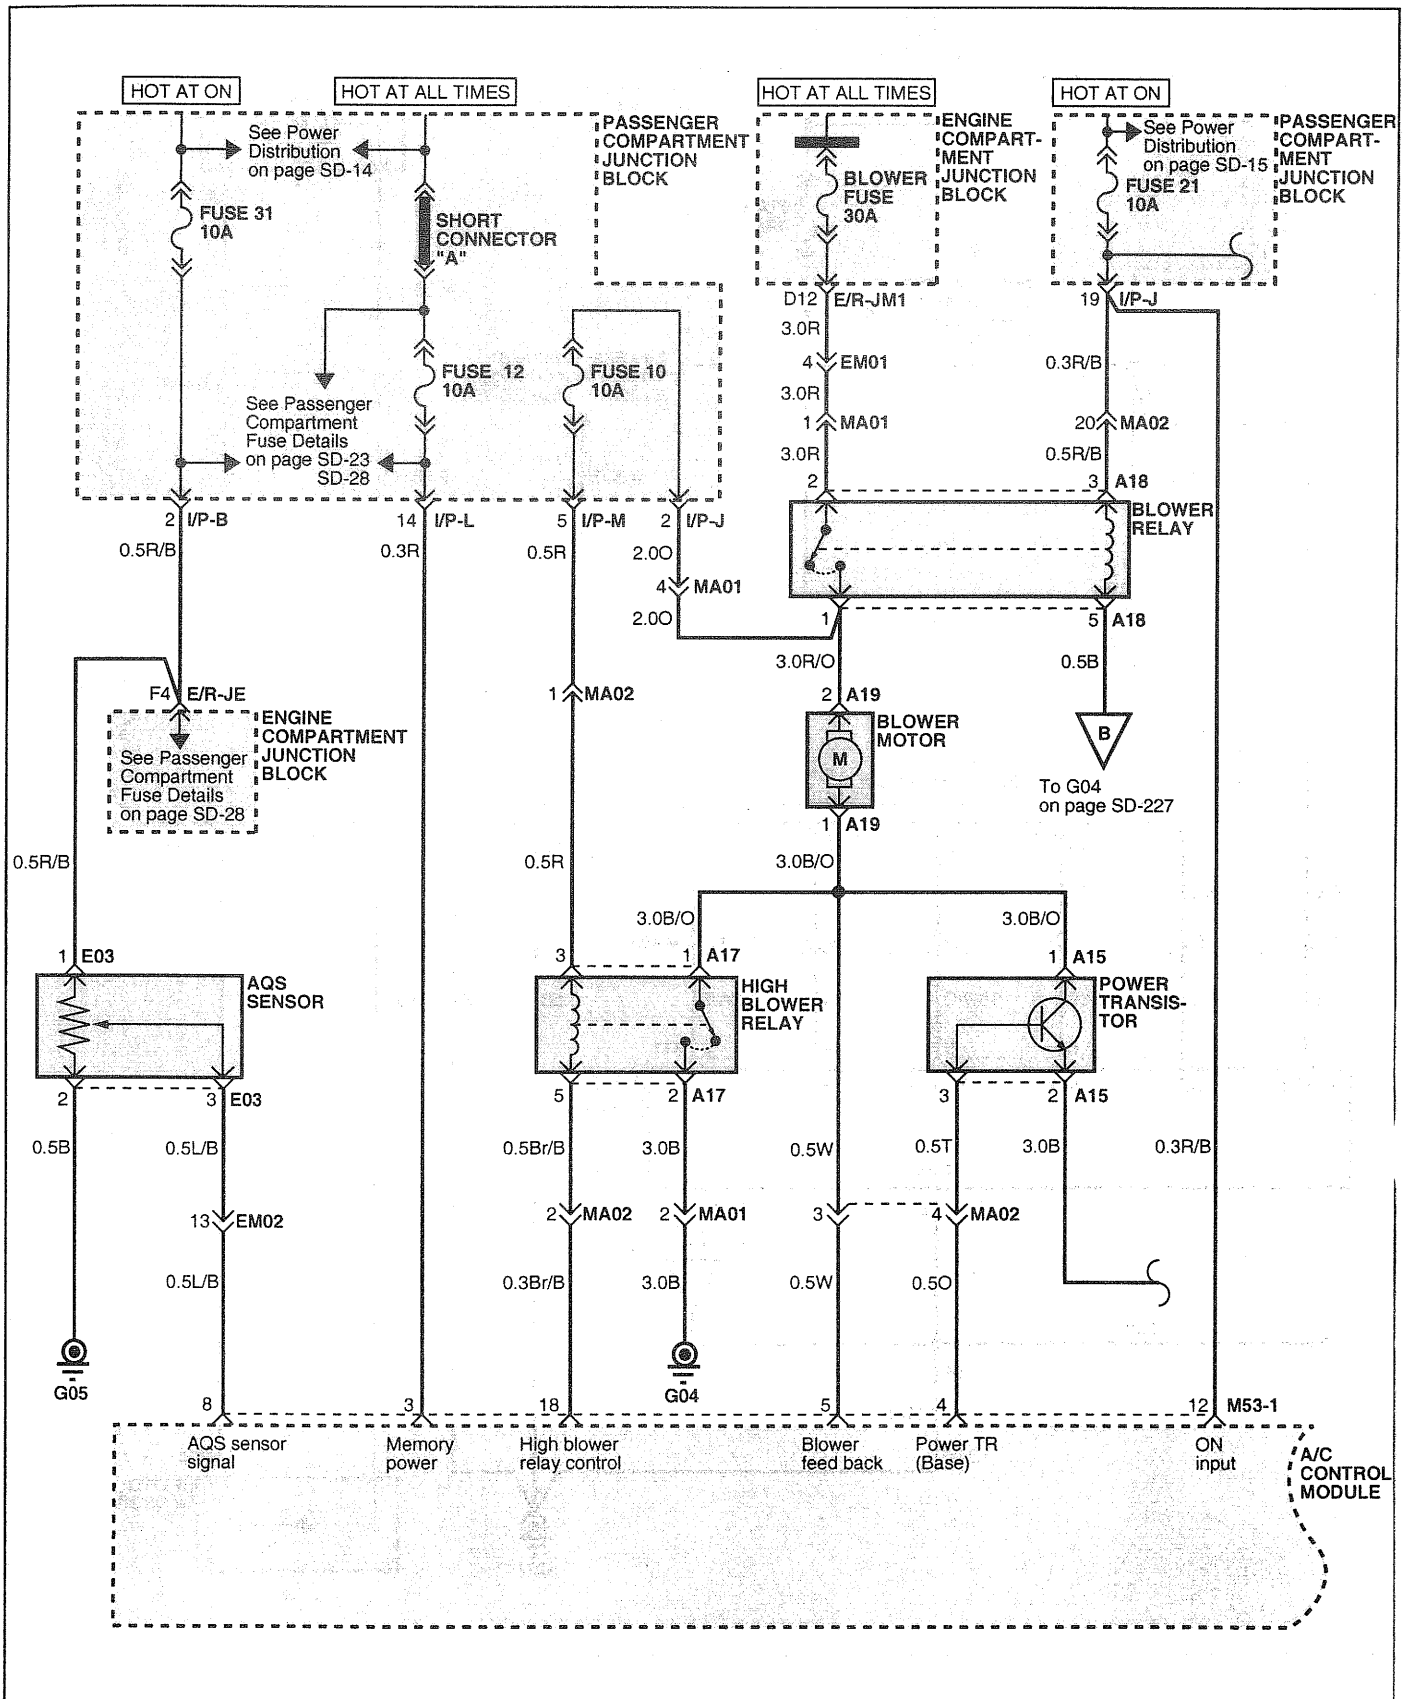 HOT AT ON
HOT AT ALL TIMES
HOT AT ALL TIMES
HOT AT ON
See Power
Distribution
on page SD-14
PASSENGER
COMPARTMENT
JUNCTION
BLOCK
FUSE 31
10A
SHORT
CONNECTOR
"A"
BLOWER
FUSE
30A
ENGINE
COMPART-
MENT
JUNCTION
BLOCK
See Power
Distribution
on page SD-15
FUSE 21
10A
PASSENGER
COMPART-
MENT
JUNCTION
BLOCK
D12 E/R-JM1
19 I/P-J
3.0R
4 EM01
0.3R/B
FUSE 12
10A
FUSE 10
10A
See Passenger
Compartment
Fuse Details
on page SD-23
SD-28
3.0R
1 MA01
20 MA02
3.0R
0.5R/B
2
3 A18
BLOWER
RELAY
2 I/P-B
14 I/P-L
5 I/P-M
2 I/P-J
0.5R/B
0.3R
0.5R
2.0O
4 MA01
2.0O
1
5 A18
3.0R/O
0.5B
F4 E/R-JE
1 MA02
2 A19
BLOWER
MOTOR
M
B
ENGINE
COMPARTMENT
JUNCTION
BLOCK
See Passenger
Compartment
Fuse Details
on page SD-28
To G04
on page SD-227
1 A19
0.5R/B
0.5R
3.0B/O
3.0B/O
3.0B/O
1 E03
3
1 A17
1 A15
AQS
SENSOR
HIGH
BLOWER
RELAY
POWER
TRANSIS-
TOR
2
3 E03
5
2 A17
3
2 A15
0.5B
0.5L/B
0.5Br/B
3.0B
0.5W
0.5T
3.0B
0.3R/B
13 EM02
2 MA02
2 MA01
3
4 MA02
0.5L/B
0.3Br/B
3.0B
0.5W
0.5O
G05
G04
8
3
18
5
4
12 M53-1
AQS sensor
signal
Memory
power
High blower
relay control
Blower
feed back
Power TR
(Base)
ON
input
A/C
CONTROL
MODULE